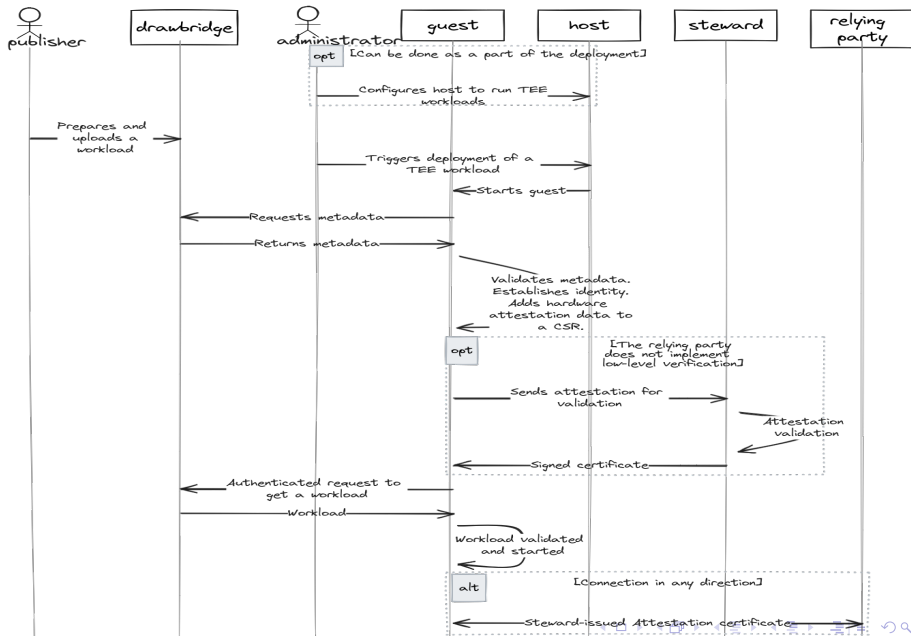 publisher
drawbridge
administrator
guest
host
steward
relying
party
opt
[Can be done as a part of the deployment]
Configures host to run TEE
workloads
Prepares and
uploads a
workload
Triggers deployment of a
TEE workload
Starts guest
Requests metadata
Returns metadata
Validates metadata.
Establishes identity.
Adds hardware
attestation data to
a CSR.
opt
[The relying party
does not implement
low-level verification]
Sends attestation for
validation
Attestation
validation
Signed certificate
Authenticated request to
get a workload
Workload
Workload validated
and started
alt
[Connection in any direction]
Steward-issued Attestation certificate